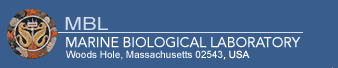 MBL
MARINE BIOLOGICAL LABORATORY
Woods Hole, Massachusetts 02543, USA